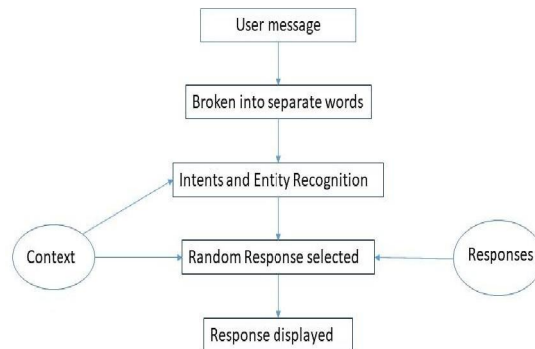 User message
Broken into separate words
Intents and Entity Recognition
Context
Random Response selected
Responses
Response displayed